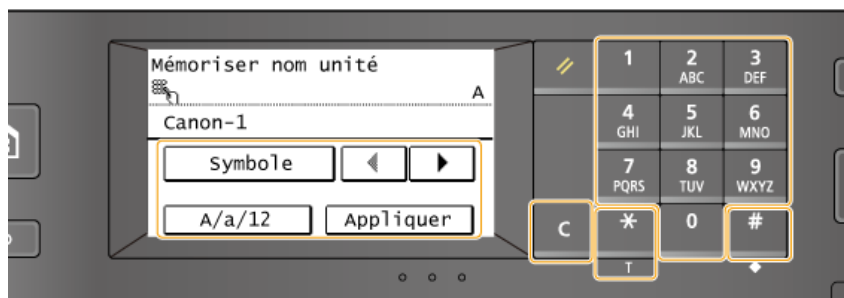 Mémoriser nom unité
A
Canon-1
Symbole
A/a/12 Appliquer
1 2 3
ABC DEF
4 5 6
GHI JKL MNO
7 8 9
PQRS TUV WXYZ
C * 0 #
T